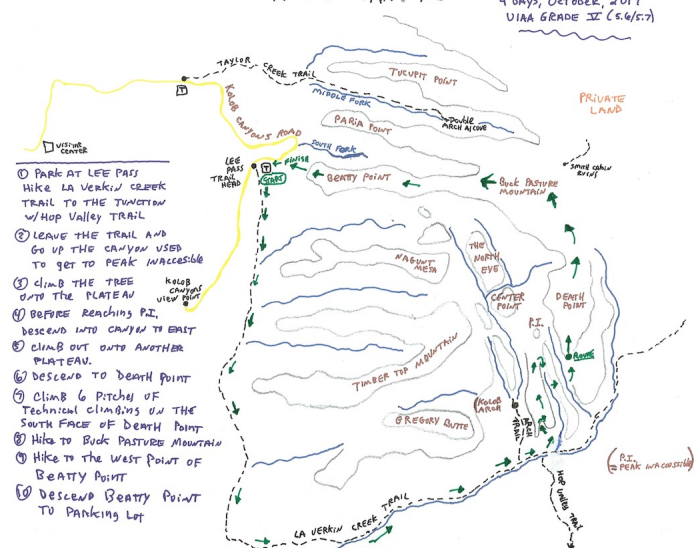 4 DAYS, OCTOBER, 2017
UIAA GRADE IV (5.6/5.7)
TAYLOR CREEK TRAIL
TUCUPIT POINT
MIDDLE FORK
DOUBLE
ARCH ALCOVE
PRIVATE
LAND
KOLOB CANYONS ROAD
PARIA POINT
T
VISITOR
CENTER
SOUTH FORK
SMITH CABIN
RUINS
LEE
PASS
TRAIL
HEAD
T
FINISH
START
BEATTY POINT
BUCK PASTURE
MOUNTAIN
① PARK AT LEE PASS
HIKE LA VERKIN CREEK
TRAIL TO THE JUNCTION
W/HOP VALLEY TRAIL
② LEAVE THE TRAIL AND
GO UP THE CANYON USED
TO GET TO PEAK INACCESSIBLE
③ CLIMB THE TREE
ONTO THE PLATEAU
④ BEFORE REACHING P.I.,
DESCEND INTO CANYON TO EAST
⑤ CLIMB OUT ONTO ANOTHER
PLATEAU.
⑥ DESCEND TO DEATH POINT
⑦ CLIMB 6 PITCHES OF
TECHNICAL CLIMBING ON THE
SOUTH FACE OF DEATH POINT
⑧ HIKE TO BUCK PASTURE MOUNTAIN
⑨ HIKE TO THE WEST POINT OF
BEATTY POINT
⑩ DESCEND BEATTY POINT
TO PARKING LOT
KOLOB
CANYONS
VIEW POINT
NAGUNT
MESA
THE
NORTH
EYE
CENTER
POINT
DEATH
POINT
P.I.
ROUTE
TIMBER TOP MOUNTAIN
KOLOB
ARCH
GREGORY BUTTE
ARCH
TRAIL
(P.I.
= PEAK INACCESSIBLE)
HOP VALLEY TRAIL
LA VERKIN CREEK TRAIL